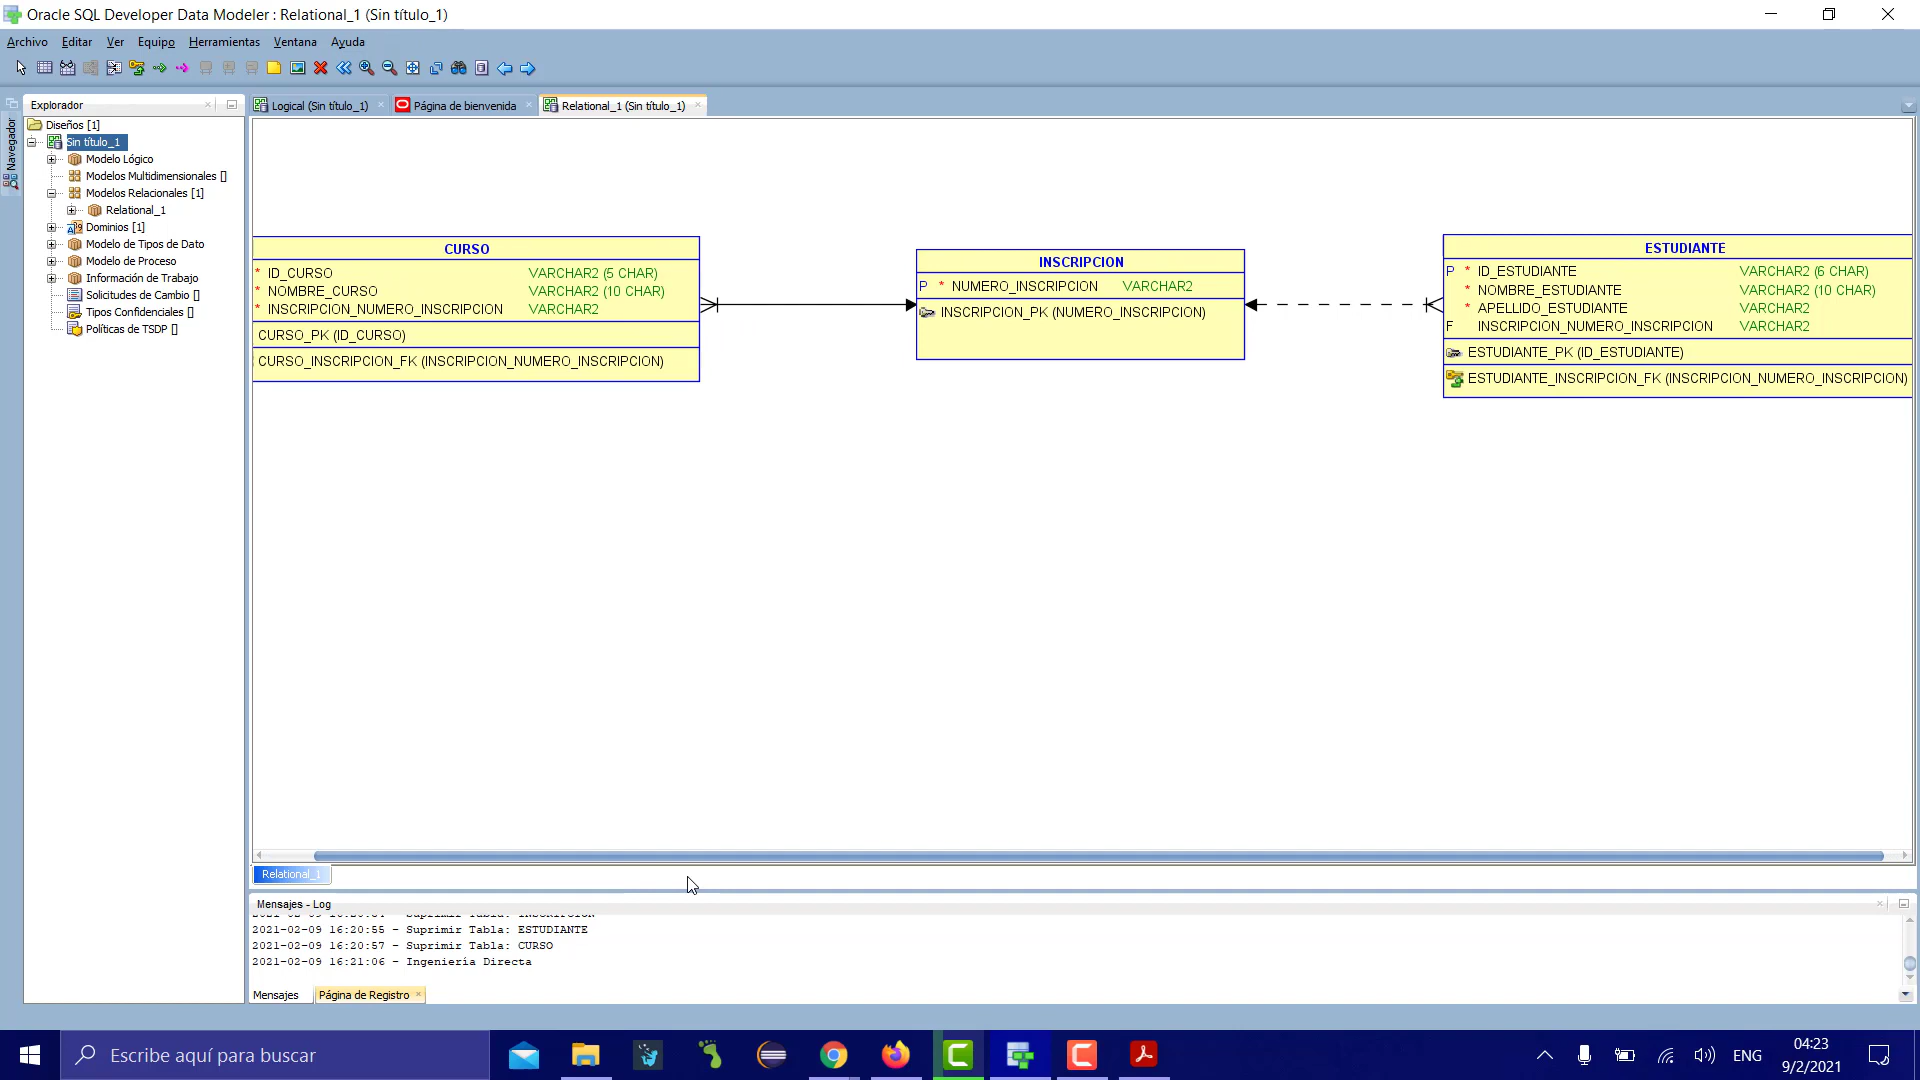 Oracle SQL Developer Data Modeler : Relational_1 (Sin título_1)
Archivo Editar Ver Equipo Herramientas Ventana Ayuda
Navegador
Explorador
Logical (Sin título_1)
Página de bienvenida
Relational_1 (Sin título_1)
Diseños [1]
Sin título_1
Modelo Lógico
Modelos Multidimensionales []
Modelos Relacionales [1]
Relational_1
Dominios [1]
Modelo de Tipos de Dato
Modelo de Proceso
Información de Trabajo
Solicitudes de Cambio []
Tipos Confidenciales []
Políticas de TSDP []
CURSO
* ID_CURSO VARCHAR2 (5 CHAR)
* NOMBRE_CURSO VARCHAR2 (10 CHAR)
* INSCRIPCION_NUMERO_INSCRIPCION VARCHAR2
CURSO_PK (ID_CURSO)
CURSO_INSCRIPCION_FK (INSCRIPCION_NUMERO_INSCRIPCION)
INSCRIPCION
P * NUMERO_INSCRIPCION VARCHAR2
INSCRIPCION_PK (NUMERO_INSCRIPCION)
ESTUDIANTE
P * ID_ESTUDIANTE VARCHAR2 (6 CHAR)
* NOMBRE_ESTUDIANTE VARCHAR2 (10 CHAR)
* APELLIDO_ESTUDIANTE VARCHAR2
F INSCRIPCION_NUMERO_INSCRIPCION VARCHAR2
ESTUDIANTE_PK (ID_ESTUDIANTE)
ESTUDIANTE_INSCRIPCION_FK (INSCRIPCION_NUMERO_INSCRIPCION)
Relational_1
Mensajes - Log
2021-02-09 16:20:55 - Suprimir Tabla: ESTUDIANTE
2021-02-09 16:20:57 - Suprimir Tabla: CURSO
2021-02-09 16:21:06 - Ingeniería Directa
Mensajes
Página de Registro
Escribe aquí para buscar
ENG
04:23
9/2/2021